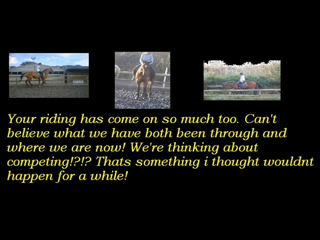 Your riding has come on so much too. Can't
believe what we have both been through and
where we are now! We're thinking about
competing!?!? Thats something i thought wouldnt
happen for a while!